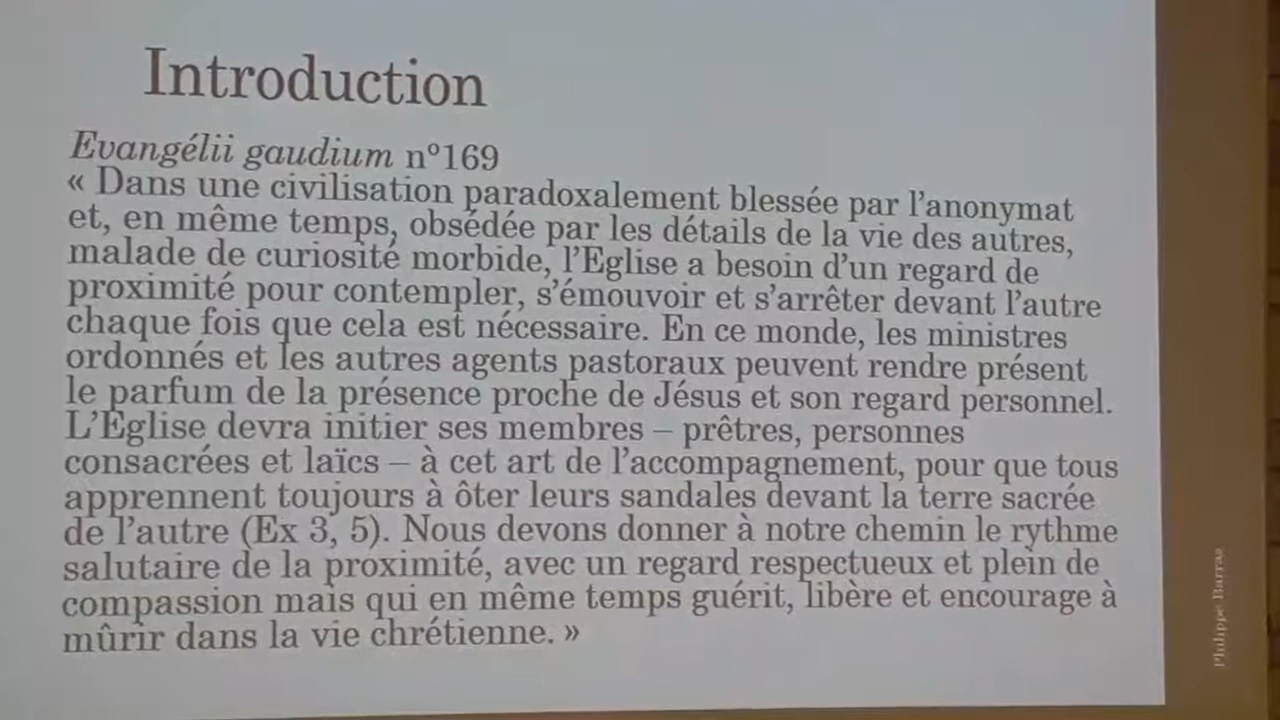 Introduction
Evangélii gaudium n°169
« Dans une civilisation paradoxalement blessée par l'anonymat
et, en même temps, obsédée par les détails de la vie des autres,
malade de curiosité morbide, l'Eglise a besoin d'un regard de
proximité pour contempler, s'émouvoir et s'arrêter devant l'autre
chaque fois que cela est nécessaire. En ce monde, les ministres
ordonnés et les autres agents pastoraux peuvent rendre présent
le parfum de la présence proche de Jésus et son regard personnel.
L'Eglise devra initier ses membres – prêtres, personnes
consacrées et laïcs – à cet art de l'accompagnement, pour que tous
apprennent toujours à ôter leurs sandales devant la terre sacrée
de l'autre (Ex 3, 5). Nous devons donner à notre chemin le rythme
salutaire de la proximité, avec un regard respectueux et plein de
compassion mais qui en même temps guérit, libère et encourage à
mûrir dans la vie chrétienne. »
Philippe Barras